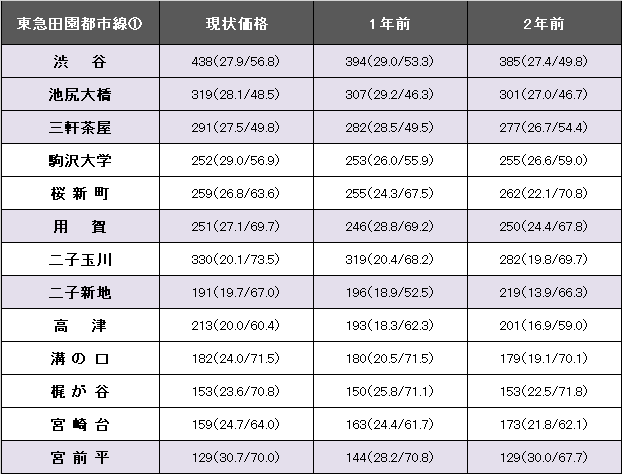 東急田園都市線① 現状価格 1年前 2年前
渋 谷 438(27.9/56.8) 394(29.0/53.3) 385(27.4/49.8)
池尻大橋 319(28.1/48.5) 307(29.2/46.3) 301(27.0/46.7)
三軒茶屋 291(27.5/49.8) 282(28.5/49.5) 277(26.7/54.4)
駒沢大学 252(29.0/56.9) 253(26.0/55.9) 255(26.6/59.0)
桜新町 259(26.8/63.6) 255(24.3/67.5) 262(22.1/70.8)
用 賀 251(27.1/69.7) 246(28.8/69.2) 250(24.4/67.8)
二子玉川 330(20.1/73.5) 319(20.4/68.2) 282(19.8/69.7)
二子新地 191(19.7/67.0) 196(18.9/52.5) 219(13.9/66.3)
高 津 213(20.0/60.4) 193(18.3/62.3) 201(16.9/59.0)
溝の口 182(24.0/71.5) 180(20.5/71.5) 179(19.1/70.1)
梶が谷 153(23.6/70.8) 150(25.8/71.1) 153(22.5/71.8)
宮崎台 159(24.7/64.0) 163(24.4/61.7) 173(21.8/62.1)
宮前平 129(30.7/70.0) 144(28.2/70.8) 129(30.0/67.7)